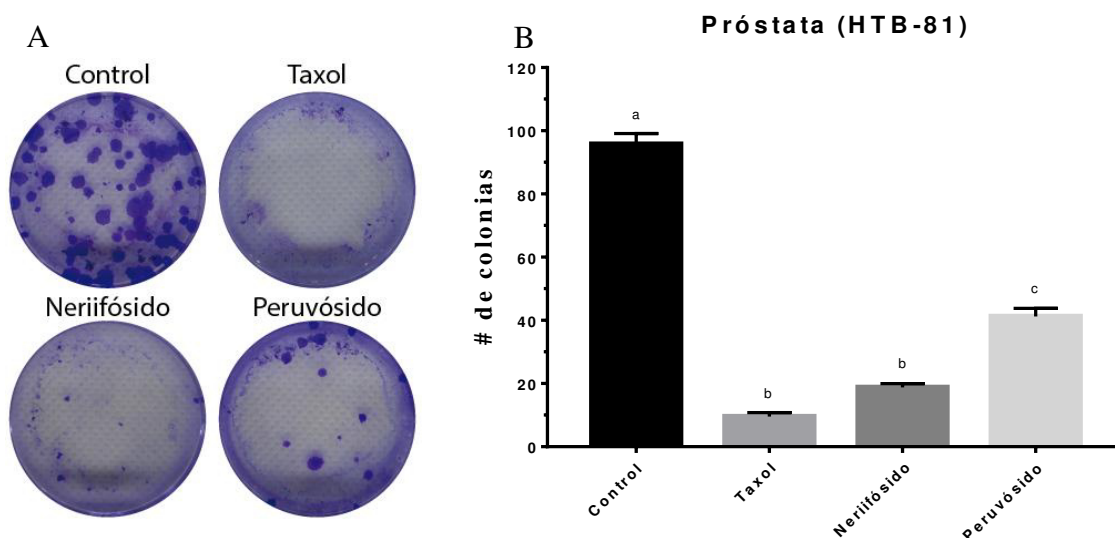 A
Control
Taxol
Neriifósido
Peruvósido
B
Próstata (HTB-81)
# de colonias
120
100
80
60
40
20
0
a
b
b
c
Control
Taxol
Neriifósido
Peruvósido